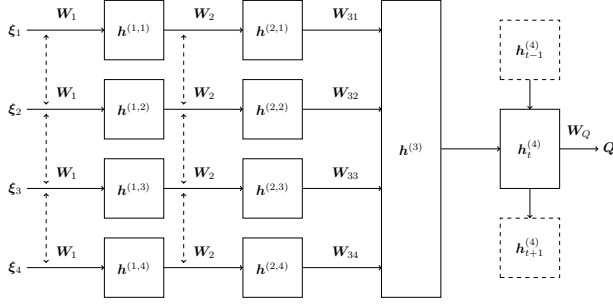 W₁ W₂ W₃₁
ξ₁ h⁽¹,¹⁾ h⁽²,¹⁾ h₍ₜ₋₁₎⁽⁴⁾
W₁ W₂ W₃₂
ξ₂ h⁽¹,²⁾ h⁽²,²⁾
W_Q
h⁽³⁾ hₜ⁽⁴⁾ Q
W₁ W₂ W₃₃
ξ₃ h⁽¹,³⁾ h⁽²,³⁾
W₁ W₂ W₃₄ h₍ₜ₊₁₎⁽⁴⁾
ξ₄ h⁽¹,⁴⁾ h⁽²,⁴⁾